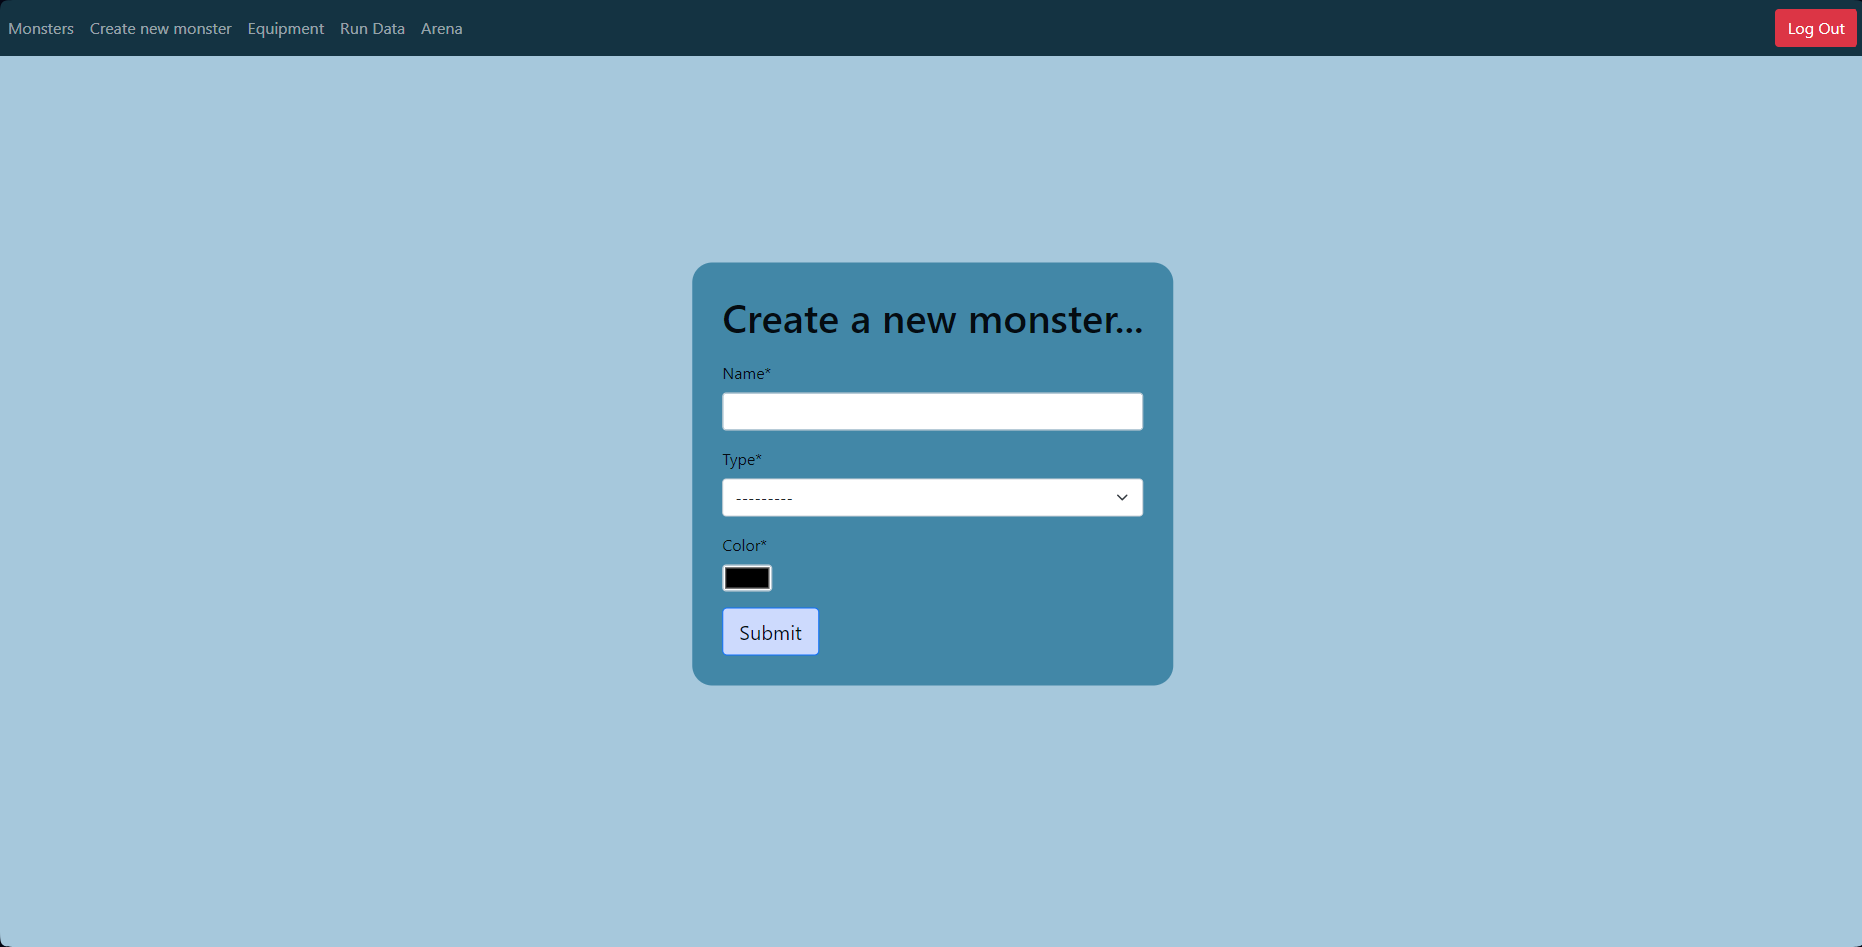 Monsters Create new monster Equipment Run Data Arena Log Out
Create a new monster...
Name*
Type*
---------
Color*
Submit